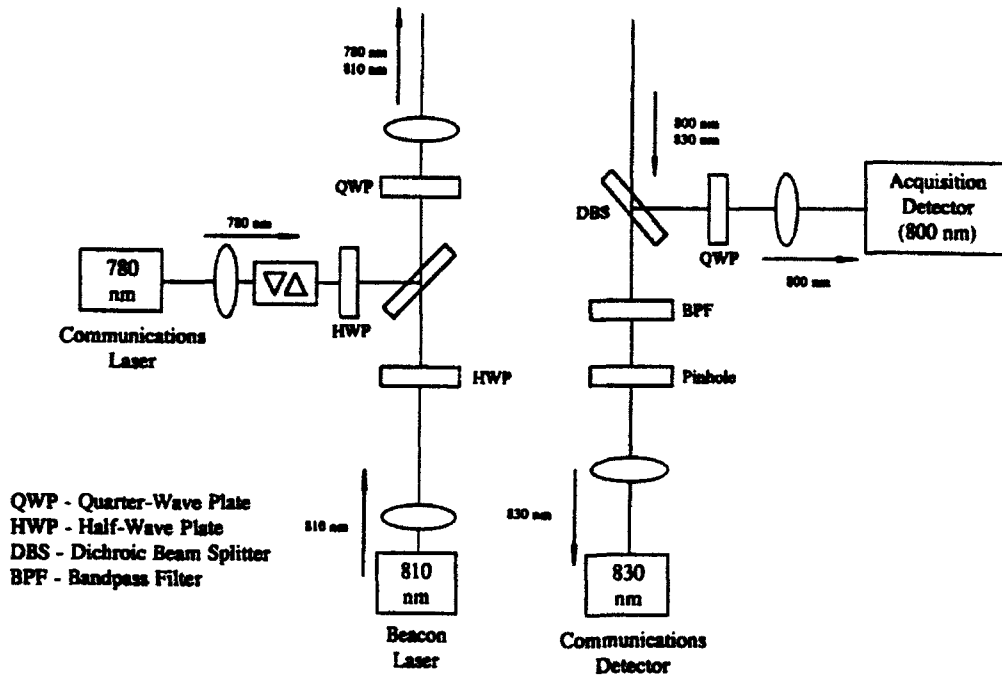 780 nm
810 nm
QWP
780 nm
780
nm
Communications
Laser
HWP
HWP
810 nm
810
nm
Beacon
Laser
800 nm
830 nm
DBS
QWP
800 nm
Acquisition
Detector
(800 nm)
BPF
Pinhole
830 nm
830
nm
Communications
Detector
QWP - Quarter-Wave Plate
HWP - Half-Wave Plate
DBS - Dichroic Beam Splitter
BPF - Bandpass Filter